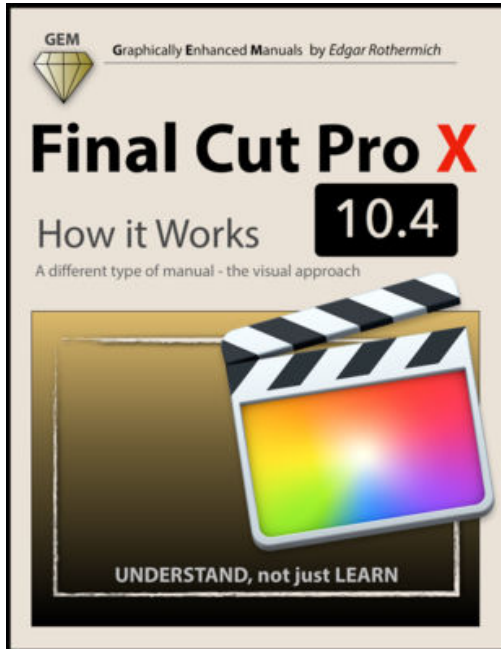 GEM
Graphically Enhanced Manuals by Edgar Rothermich
Final Cut Pro X
10.4
How it Works
A different type of manual - the visual approach
UNDERSTAND, not just LEARN